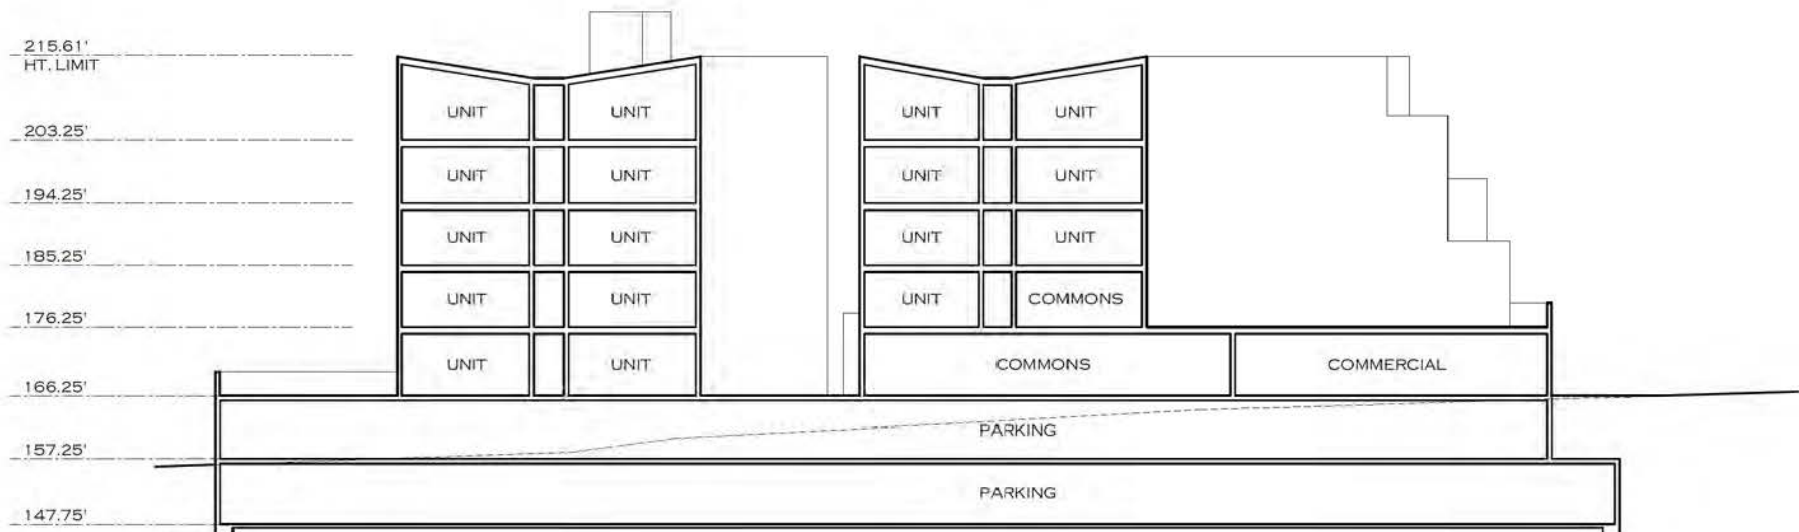 215.61'
HT. LIMIT
UNIT UNIT UNIT UNIT
203.25'
UNIT UNIT UNIT UNIT
194.25'
UNIT UNIT UNIT UNIT
185.25'
UNIT UNIT UNIT COMMONS
176.25'
UNIT UNIT COMMONS COMMERCIAL
166.25'
PARKING
157.25'
PARKING
147.75'